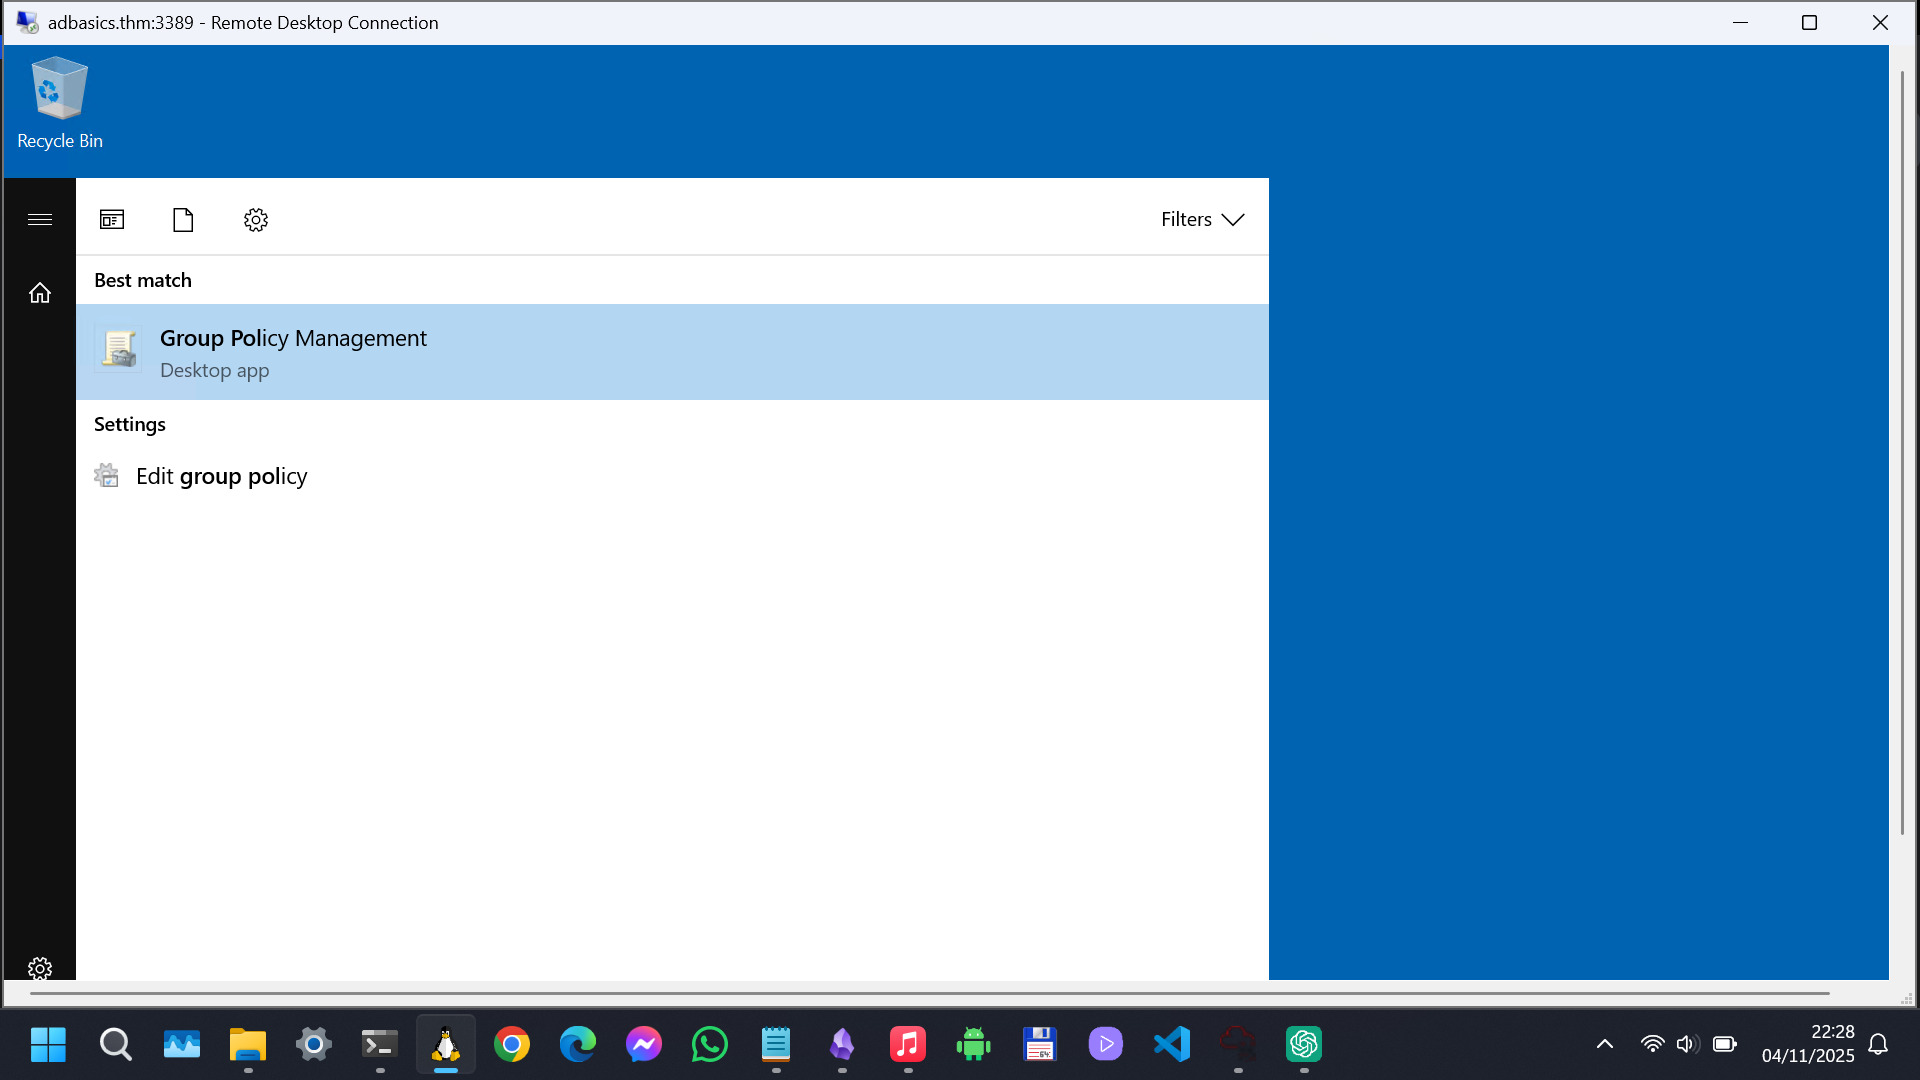 adbasics.thm:3389 - Remote Desktop Connection
Recycle Bin
Filters
Best match
Group Policy Management
Desktop app
Settings
Edit group policy
64
22:28
04/11/2025